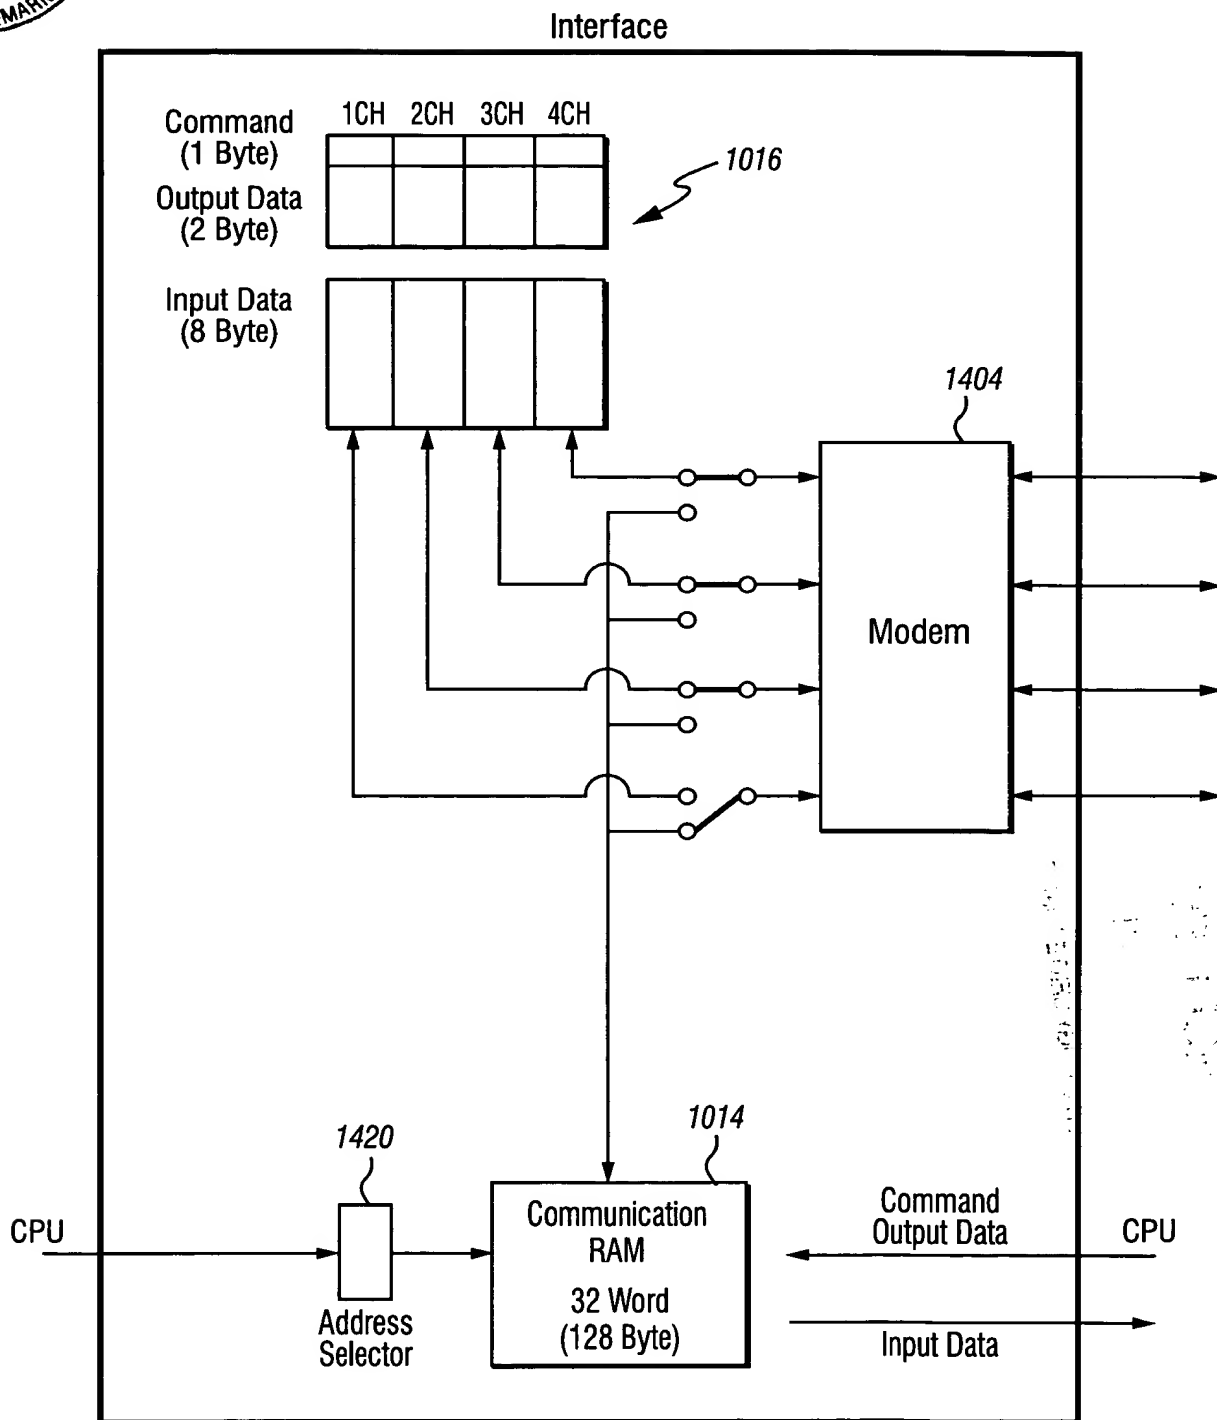 Interface
1CH 2CH 3CH 4CH
Command
(1 Byte)
1016
Output Data
(2 Byte)
Input Data
(8 Byte)
1404
Modem
1014
1420
Communication
RAM
32 Word
(128 Byte)
CPU
Command
Output Data
CPU
Address
Selector
Input Data